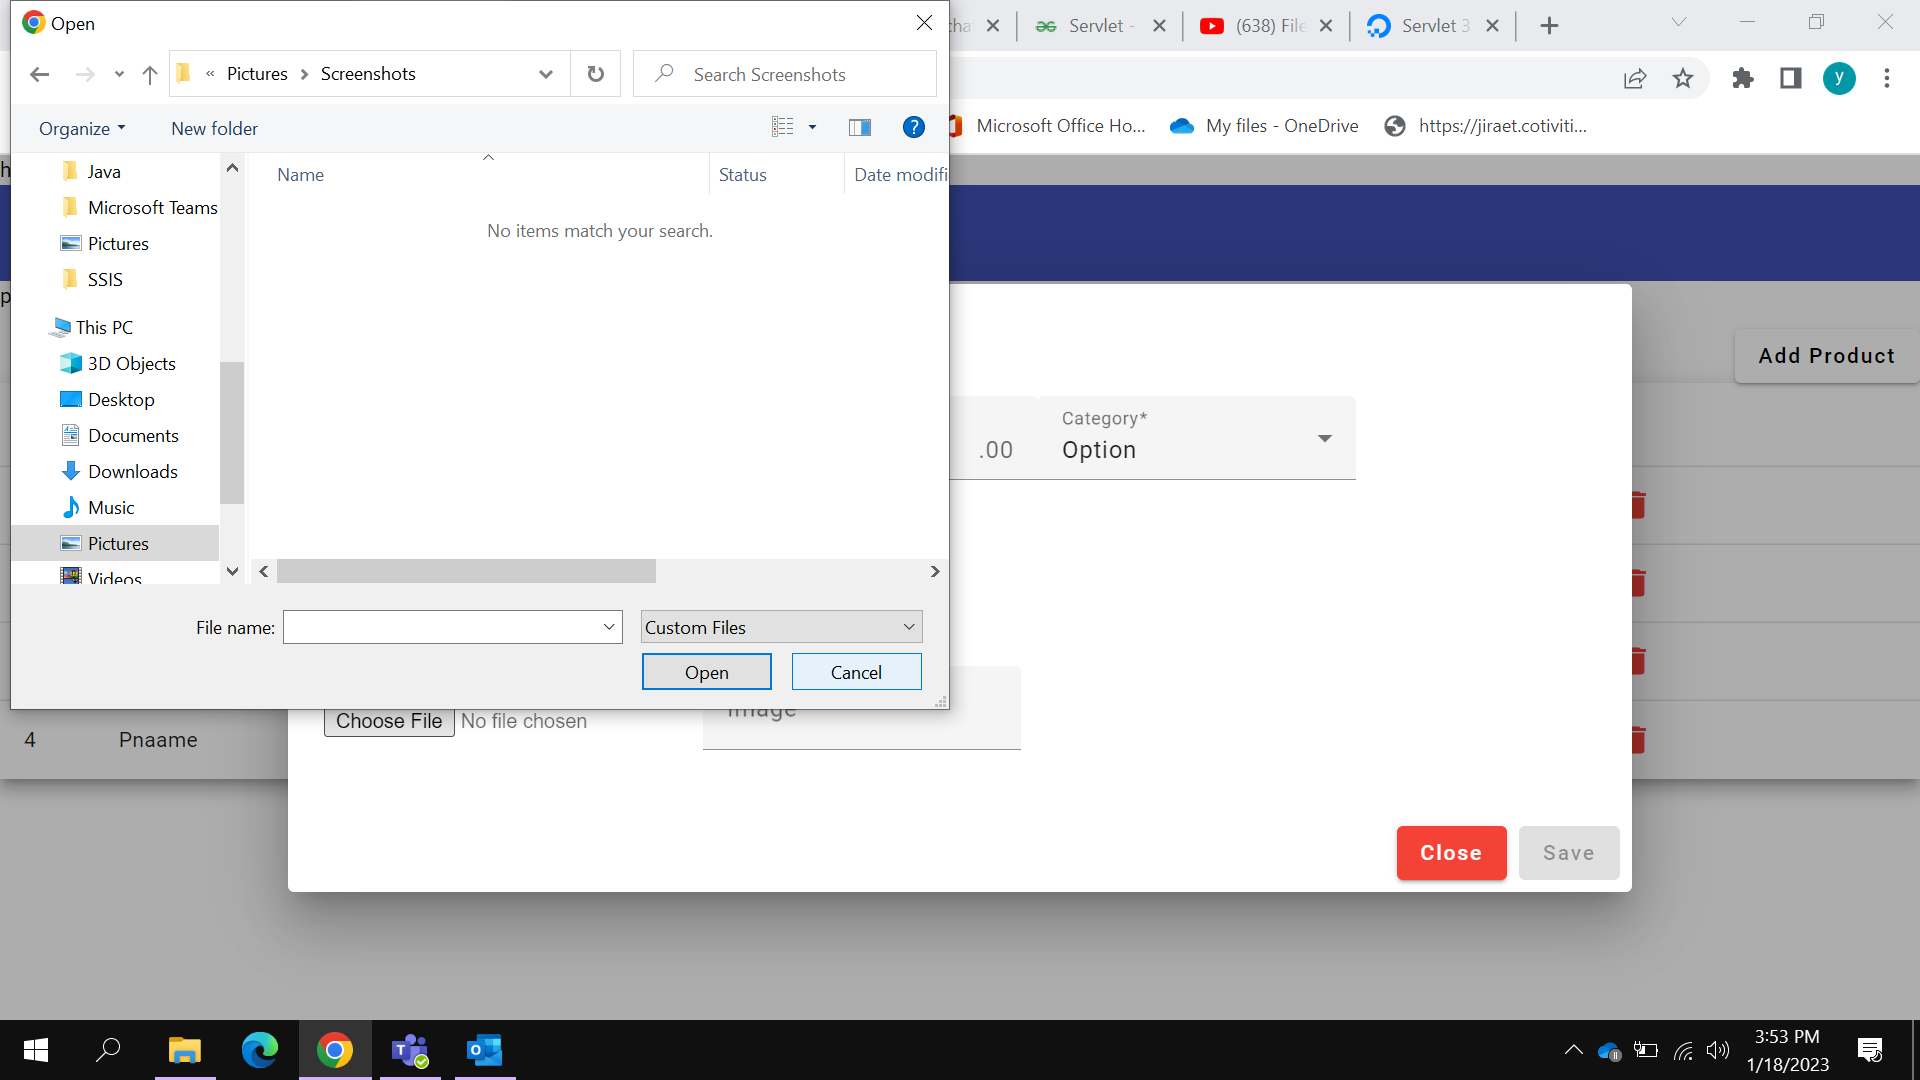 Open
Servlet -
(638) File
Servlet 3
« Pictures > Screenshots
Search Screenshots
Organize
New folder
Microsoft Office Ho...
My files - OneDrive
https://jiraet.cotiviti...
Java
Microsoft Teams
Pictures
SSIS
This PC
3D Objects
Desktop
Documents
Downloads
Music
Pictures
Videos
Name
Status
Date modifi
No items match your search.
File name:
Custom Files
Open
Cancel
Add Product
.00
Category*
Option
Choose File No file chosen
Image
4 Pnaame
Close
Save
y
3:53 PM
1/18/2023